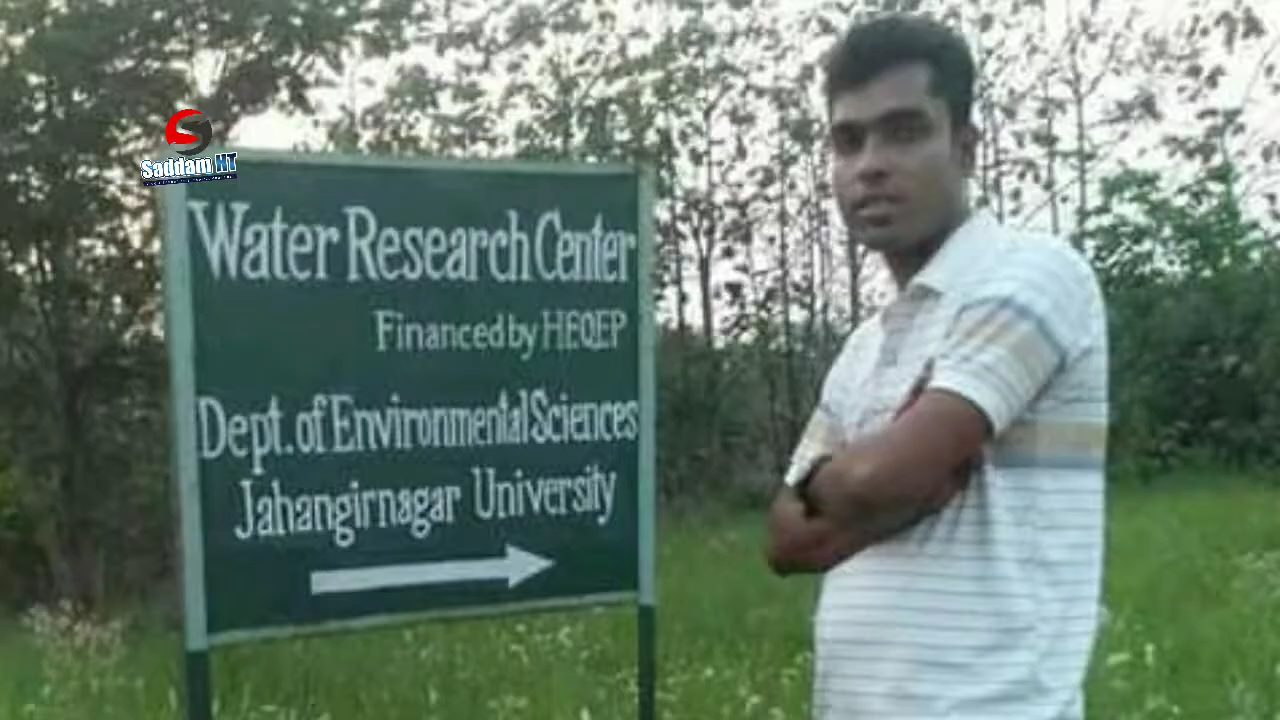 Saddam HT
Water Research Center
Financed by HEQEP
Dept. of Environmental Sciences
Jahangirnagar University